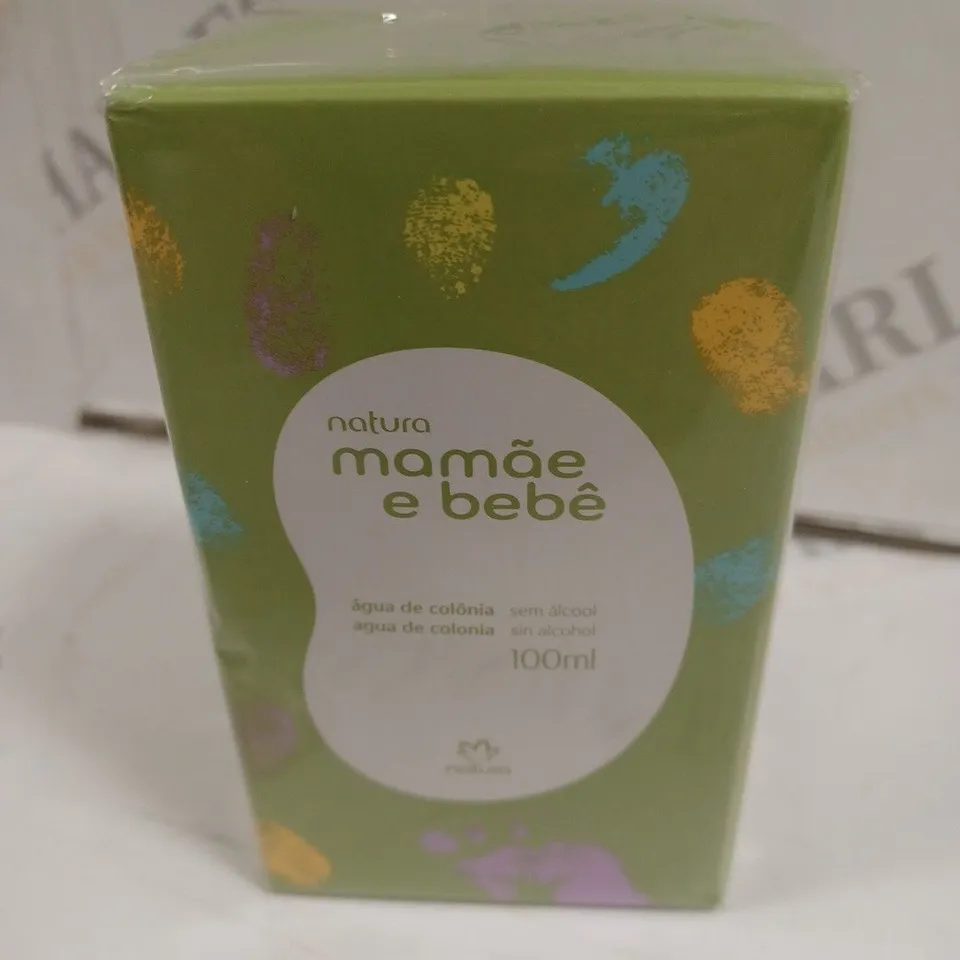 natura
mamãe
e bebê
água de colônia sem álcool
agua de colonia sin alcohol
100ml
natura